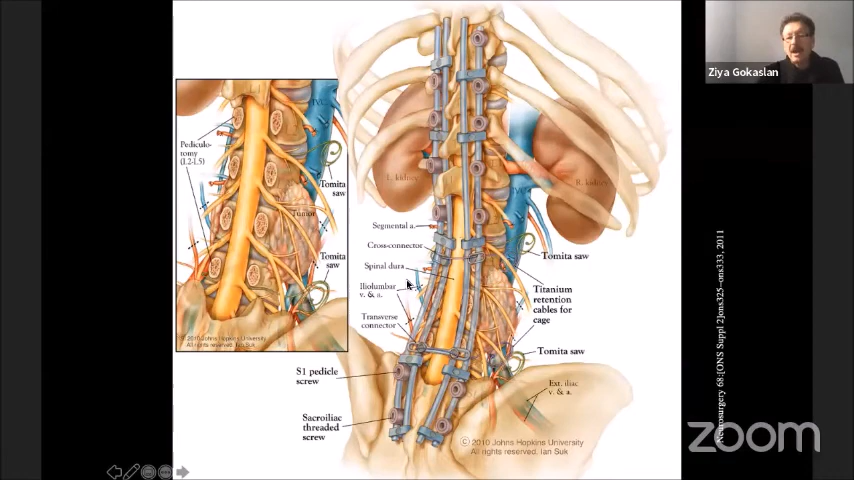 Ziya Gokaslan
Pediculo-
tomy
(L2-L5)
IVC
Tomita
saw
Tumor
Tomita
saw
©2010 Johns Hopkins University
All rights reserved. Ian Suk
L. kidney
R. kidney
IVC
Segmental a.
Cross-connector
Spinal dura
Iliolumbar
v. & a.
Transverse
connector
S1 pedicle
screw
Sacroiliac
threaded
screw
Tomita saw
Titanium
retention
cables for
cage
Tomita saw
Ext. iliac
v. & a.
© 2010 Johns Hopkins University
All rights reserved. Ian Suk
Neurosurgery 68:[ONS Suppl 2]ons325–ons333, 2011
zoom